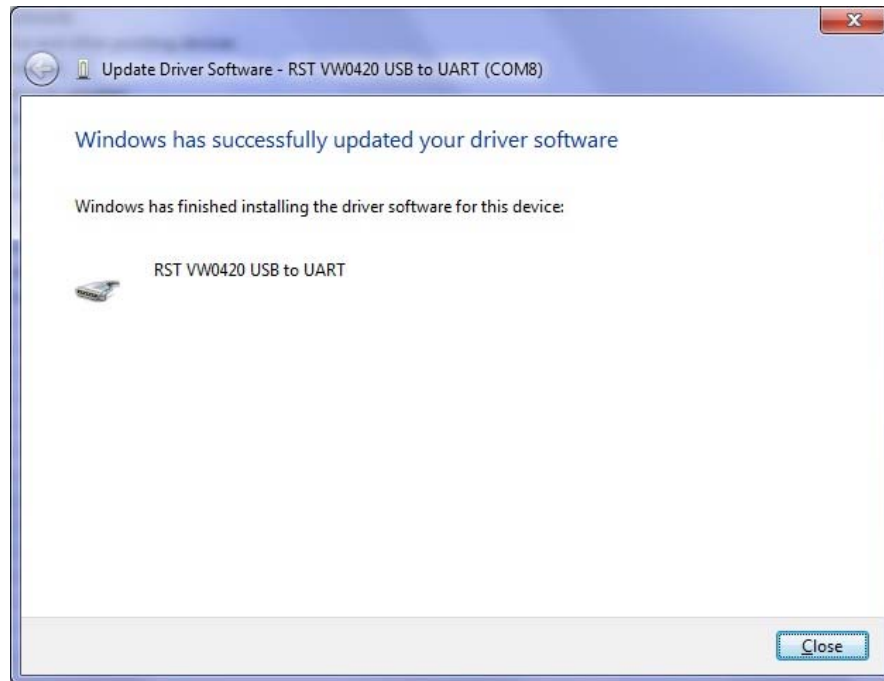 Update Driver Software - RST VW0420 USB to UART (COM8)
Windows has successfully updated your driver software
Windows has finished installing the driver software for this device:
RST VW0420 USB to UART
Close